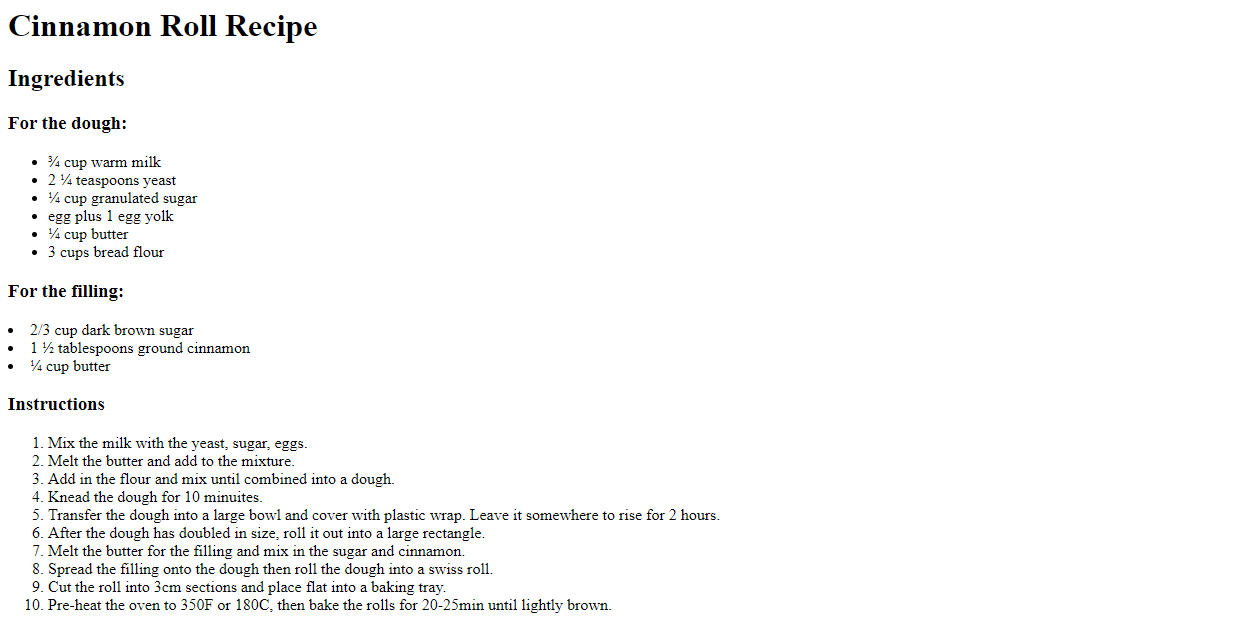 Cinnamon Roll Recipe
Ingredients
For the dough:
• ¾ cup warm milk
• 2 ¼ teaspoons yeast
• ¼ cup granulated sugar
• egg plus 1 egg yolk
• ¼ cup butter
• 3 cups bread flour
For the filling:
• 2/3 cup dark brown sugar
• 1 ½ tablespoons ground cinnamon
• ¼ cup butter
Instructions
1. Mix the milk with the yeast, sugar, eggs.
2. Melt the butter and add to the mixture.
3. Add in the flour and mix until combined into a dough.
4. Knead the dough for 10 minuites.
5. Transfer the dough into a large bowl and cover with plastic wrap. Leave it somewhere to rise for 2 hours.
6. After the dough has doubled in size, roll it out into a large rectangle.
7. Melt the butter for the filling and mix in the sugar and cinnamon.
8. Spread the filling onto the dough then roll the dough into a swiss roll.
9. Cut the roll into 3cm sections and place flat into a baking tray.
10. Pre-heat the oven to 350F or 180C, then bake the rolls for 20-25min until lightly brown.